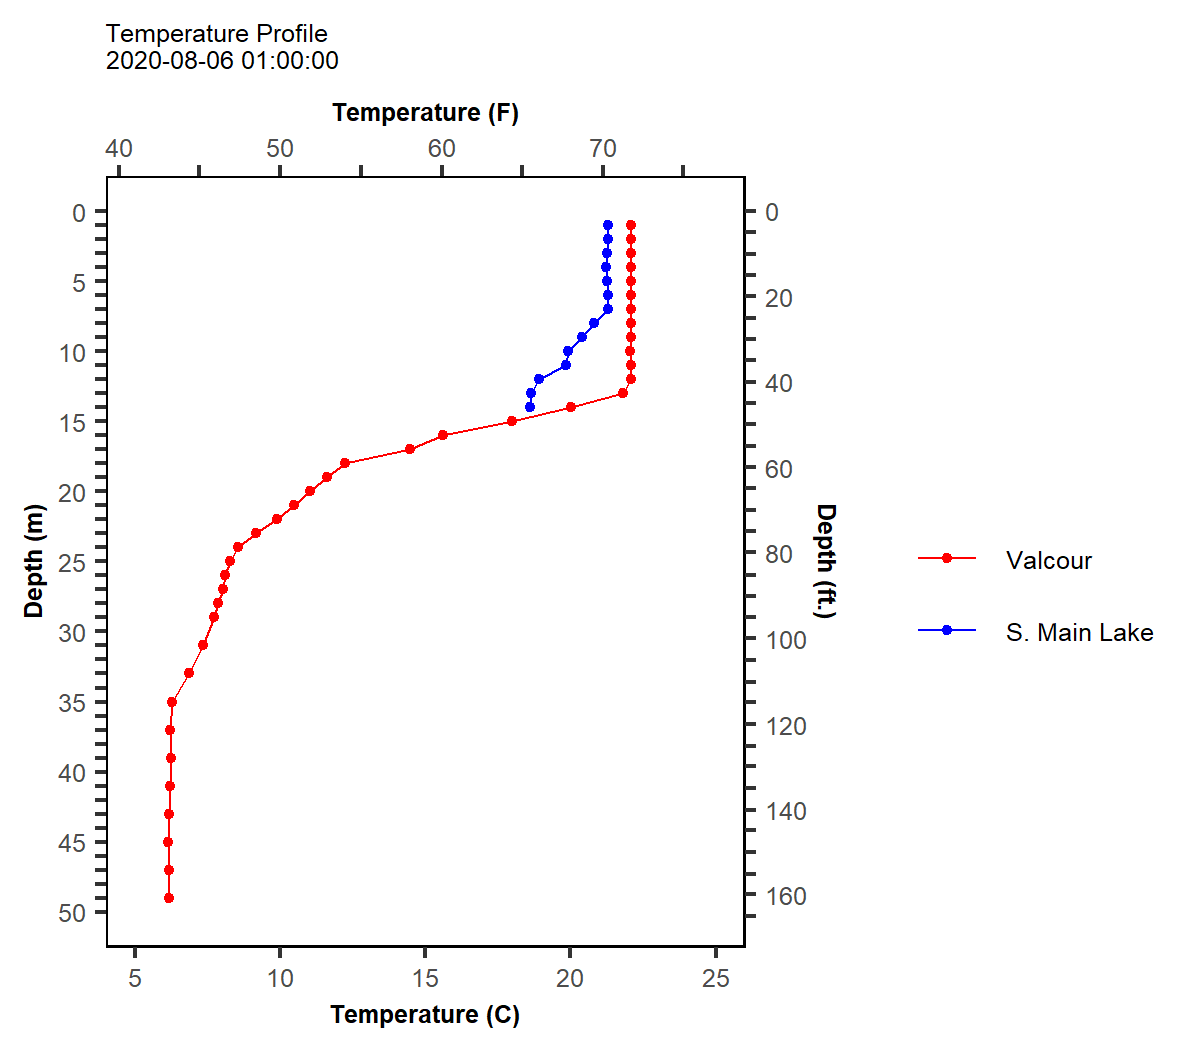 Temperature Profile
2020-08-06 01:00:00
Temperature (F)
40 50 60 70
0
5
10
15
20
25
30
35
40
45
50
Depth (m)
0
20
40
60
80
100
120
140
160
Depth (ft.)
Valcour
S. Main Lake
5 10 15 20 25
Temperature (C)